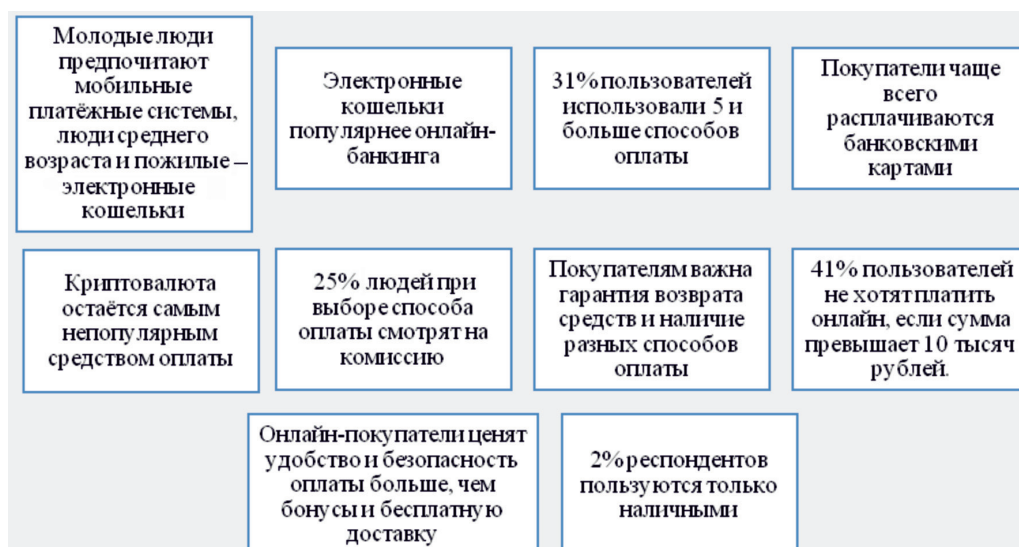 Молодые люди
предпочитают
мобильные
платёжные системы,
люди среднего
возраста и пожилые –
электронные
кошельки
Электронные
кошельки
популярнее онлайн-
банкинга
31% пользователей
использовали 5 и
больше способов
оплаты
Покупатели чаще
всего
расплачиваются
банковскими
картами
Криптовалюта
остаётся самым
непопулярным
средством оплаты
25% людей при
выборе способа
оплаты смотрят на
комиссию
Покупателям важна
гарантия возврата
средств и наличие
разных способов
оплаты
41% пользователей
не хотят платить
онлайн, если сумма
превышает 10 тысяч
рублей.
Онлайн-покупатели ценят
удобство и безопасность
оплаты больше, чем
бонусы и бесплатную
доставку
2% респондентов
пользуются только
наличными